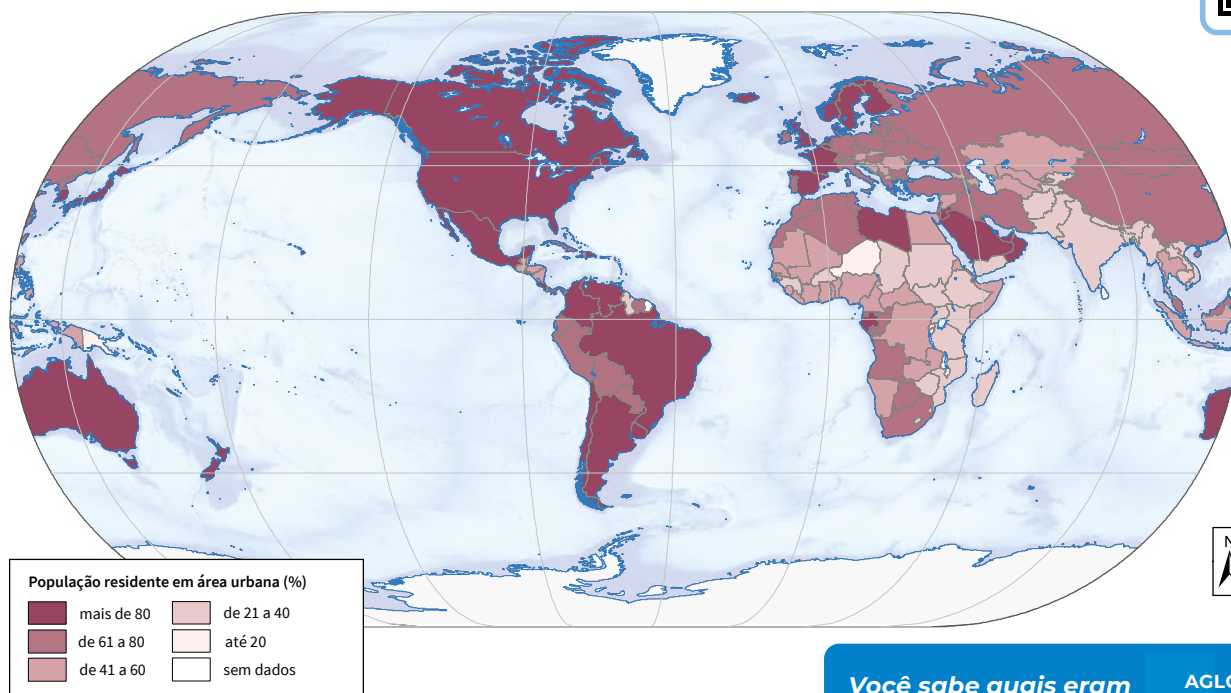 População residente em área urbana (%)
mais de 80
de 61 a 80
de 41 a 60
de 21 a 40
até 20
sem dados
N
Você sabe quais eram